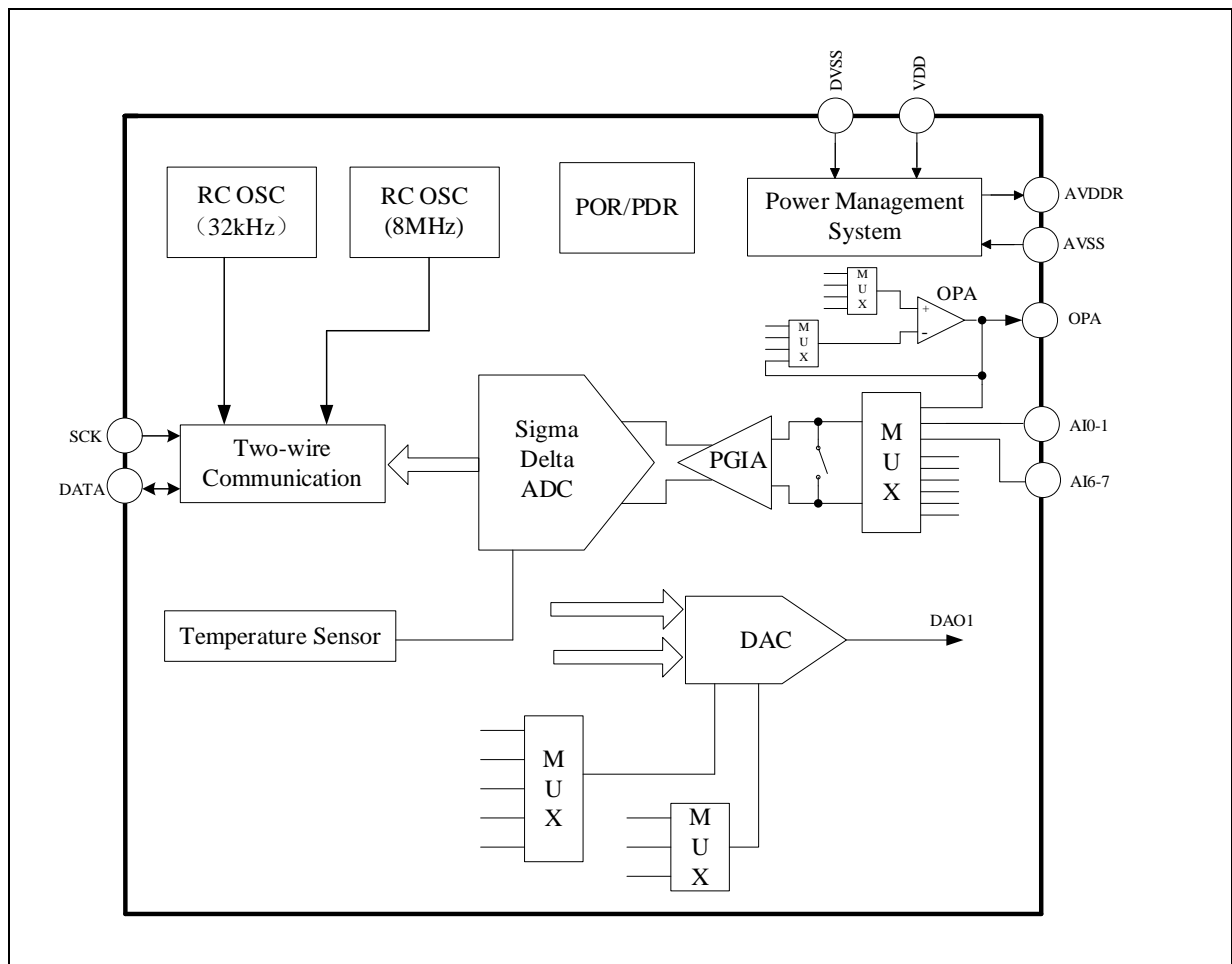 DVSS
VDD
RC OSC
（32kHz）
RC OSC
(8MHz)
POR/PDR
Power Management
System
AVDDR
AVSS
M
U
X
OPA
+
-
M
U
X
OPA
SCK
DATA
Two-wire
Communication
Sigma
Delta
ADC
PGIA
M
U
X
AI0-1
AI6-7
Temperature Sensor
DAC
DAO1
M
U
X
M
U
X